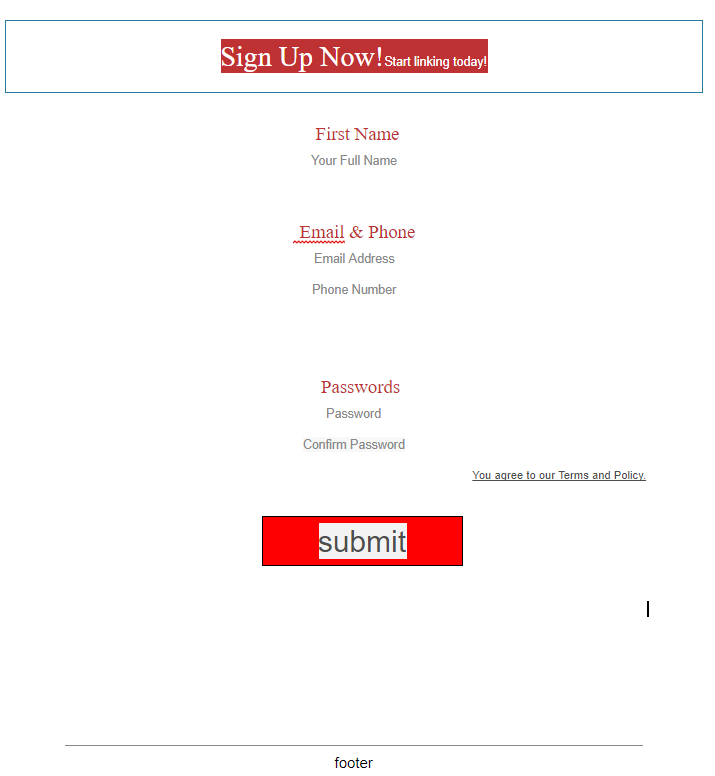 Sign Up Now!Start linking today!
First Name
Your Full Name
Email & Phone
Email Address
Phone Number
Passwords
Password
Confirm Password
You agree to our Terms and Policy.
submit
footer